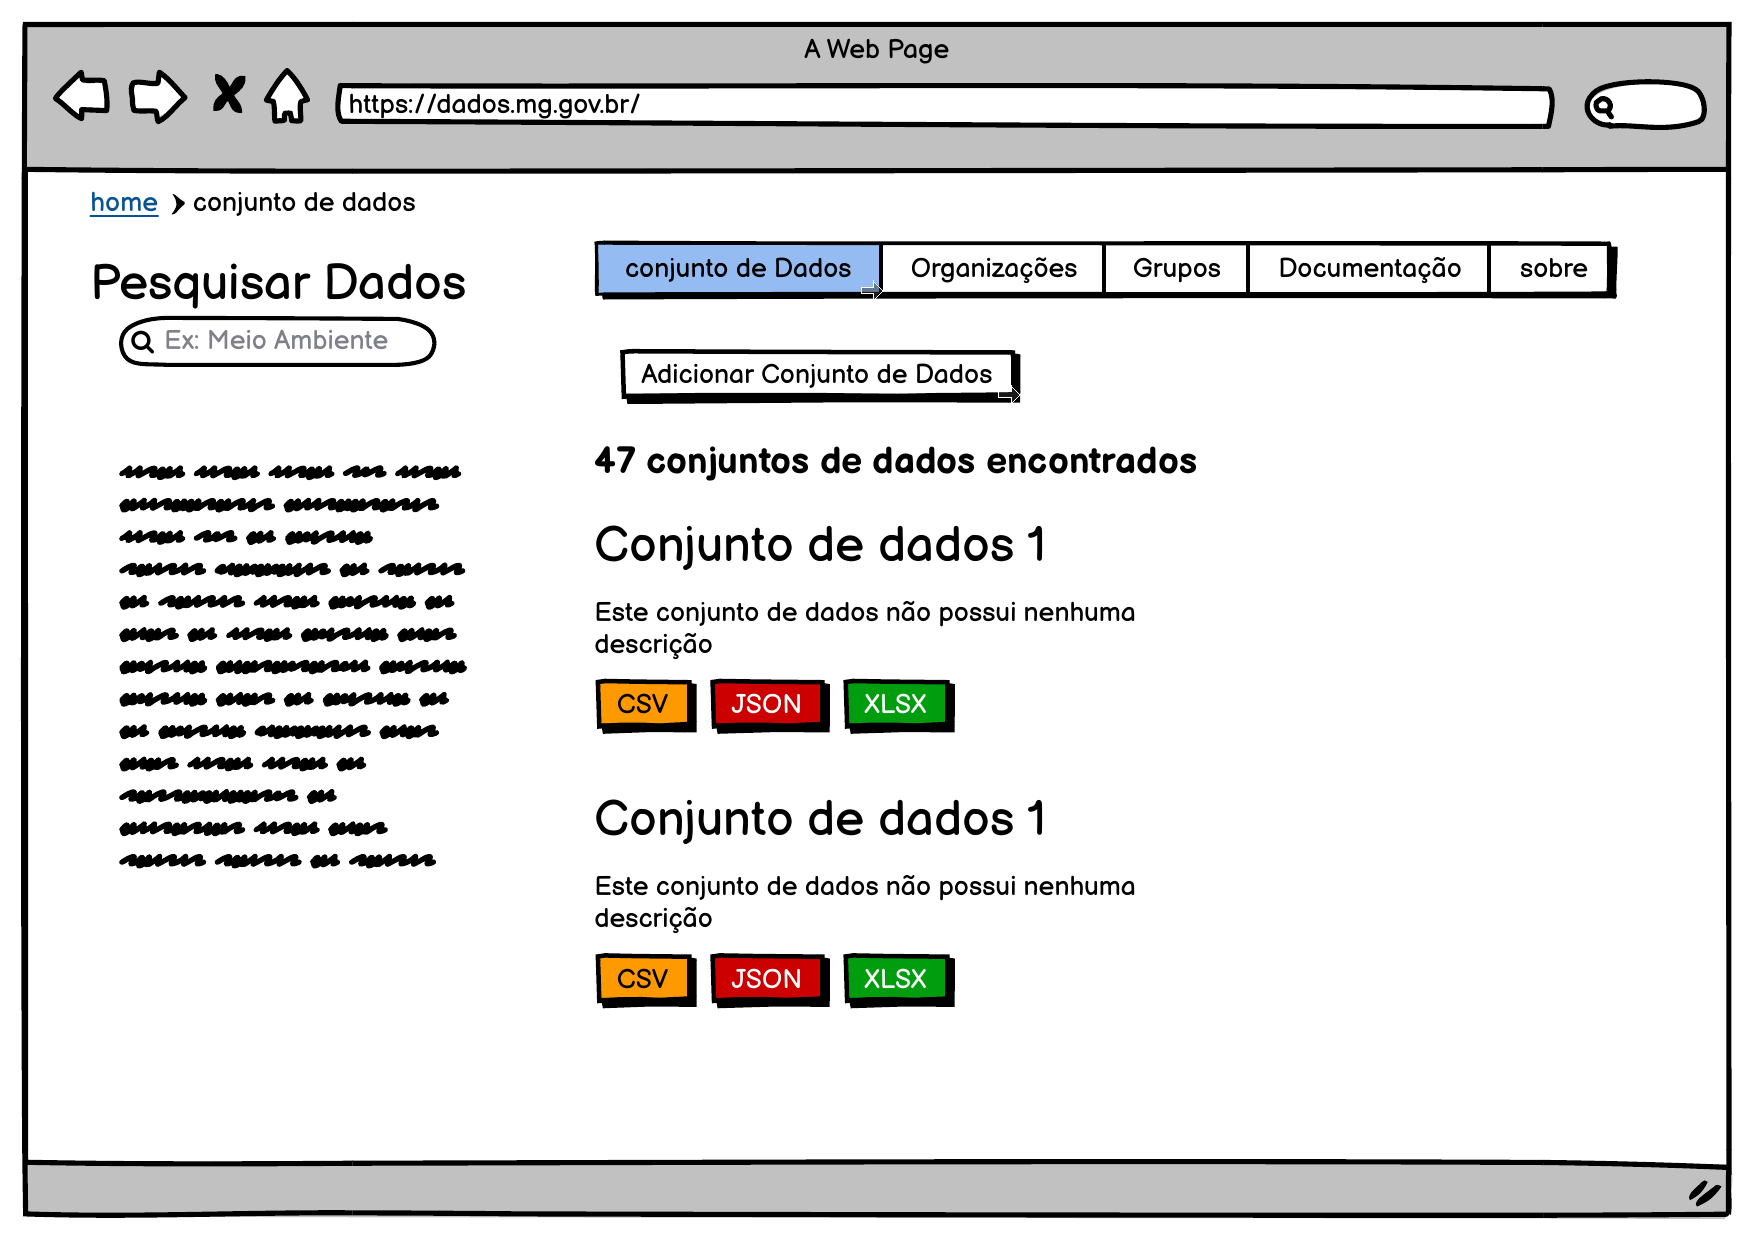 A Web Page
https://dados.mg.gov.br/
home conjunto de dados
Pesquisar Dados
Ex: Meio Ambiente
conjunto de Dados Organizações Grupos Documentação sobre
Adicionar Conjunto de Dados
47 conjuntos de dados encontrados
Conjunto de dados 1
Este conjunto de dados não possui nenhuma
descrição
CSV JSON XLSX
Conjunto de dados 1
Este conjunto de dados não possui nenhuma
descrição
CSV JSON XLSX